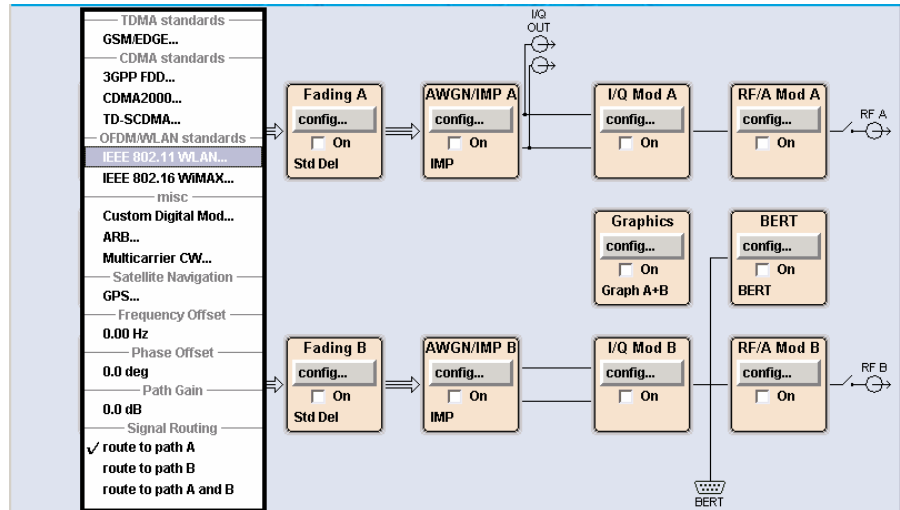 TDMA standards
GSM/EDGE...
CDMA standards
3GPP FDD...
CDMA2000...
TD-SCDMA...
OFDM/WLAN standards
IEEE 802.11 WLAN...
IEEE 802.16 WiMAX...
misc
Custom Digital Mod...
ARB...
Multicarrier CW...
Satellite Navigation
GPS...
Frequency Offset
0.00 Hz
Phase Offset
0.0 deg
Path Gain
0.0 dB
Signal Routing
route to path A
route to path B
route to path A and B
I/Q
OUT
Fading A
config...
On
Std Del
AWGN/IMP A
config...
On
IMP
I/Q Mod A
config...
On
RF/A Mod A
config...
On
RF A
Graphics
config...
On
Graph A+B
BERT
config...
On
BERT
Fading B
config...
On
Std Del
AWGN/IMP B
config...
On
IMP
I/Q Mod B
config...
On
RF/A Mod B
config...
On
RF B
BERT